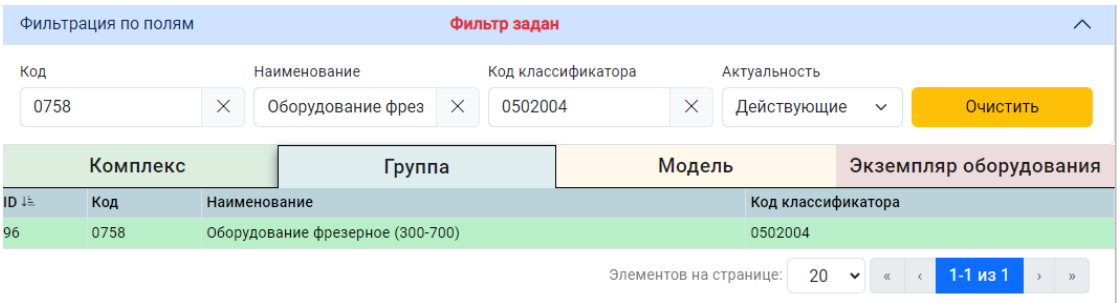 Фильтрация по полям Фильтр задан
Код Наименование Код классификатора Актуальность
0758 Оборудование фрез 0502004 Действующие Очистить
Комплекс Группа Модель Экземпляр оборудования
ID Код Наименование Код классификатора
96 0758 Оборудование фрезерное (300-700) 0502004
Элементов на странице: 20 « ‹ 1-1 из 1 › »